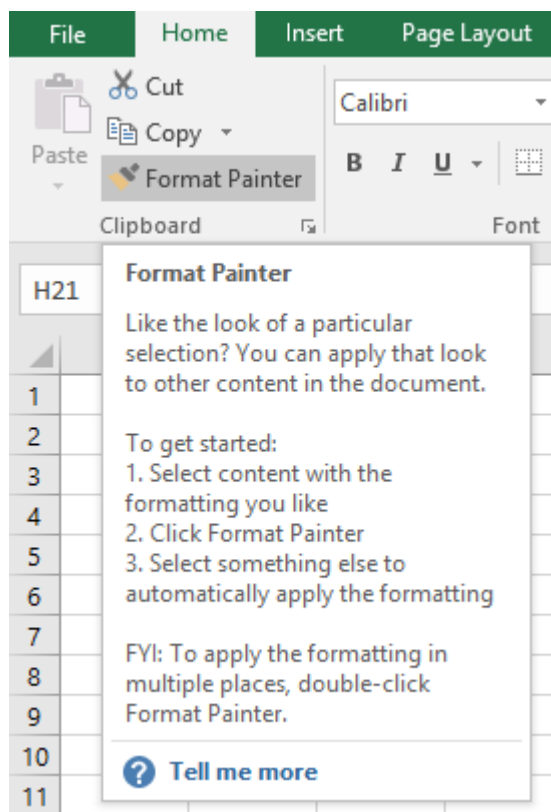 File Home Insert Page Layout
Cut
Calibri
Copy
Paste
Format Painter
B I U
Clipboard Font
Format Painter
H21
Like the look of a particular
selection? You can apply that look
to other content in the document.
1
2
To get started:
3
1. Select content with the
formatting you like
4
2. Click Format Painter
5
3. Select something else to
6
automatically apply the formatting
7
FYI: To apply the formatting in
8
multiple places, double-click
9
Format Painter.
10
? Tell me more
11